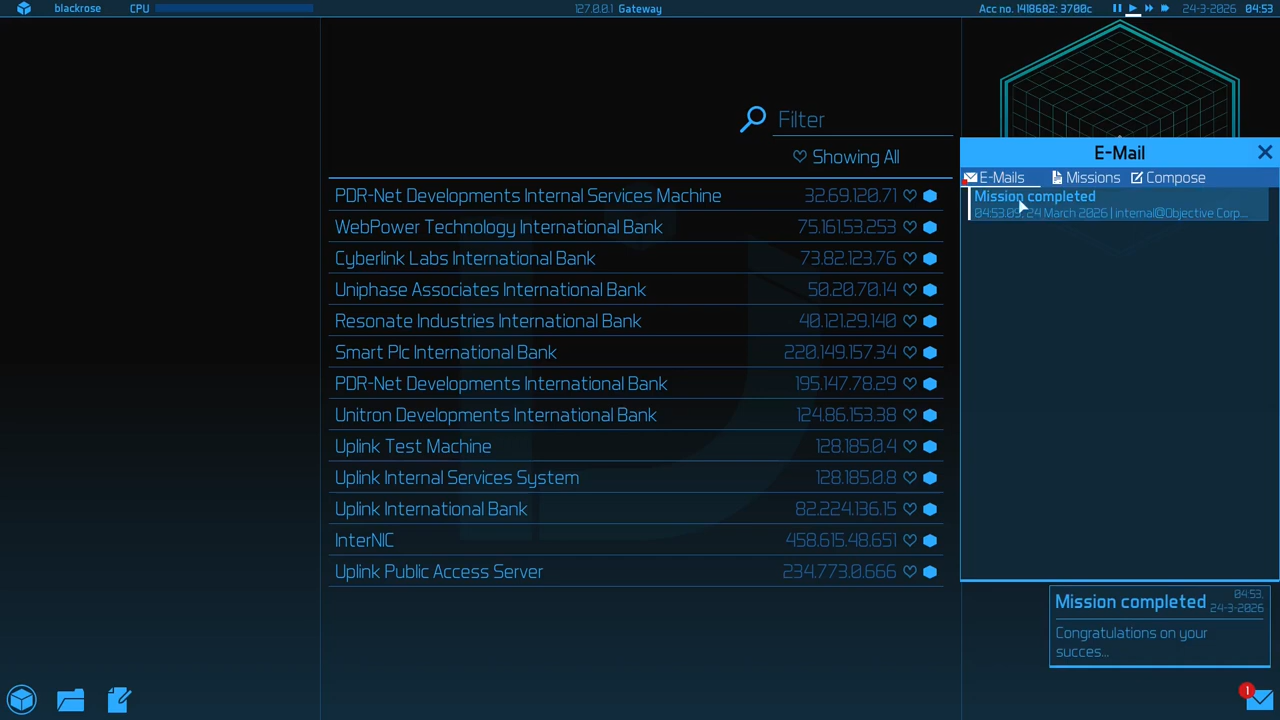 blackrose CPU 127.0.0.1 Gateway Acc no. 1418682: 3700c 24-3-2026 04:53
Filter
Showing All
PDR-Net Developments Internal Services Machine 32.69.120.71
WebPower Technology International Bank 75.161.53.253
Cyberlink Labs International Bank 73.82.123.76
Uniphase Associates International Bank 50.20.70.14
Resonate Industries International Bank 40.121.29.140
Smart Plc International Bank 220.149.157.34
PDR-Net Developments International Bank 195.147.78.29
Unitron Developments International Bank 124.86.153.38
Uplink Test Machine 128.185.0.4
Uplink Internal Services System 128.185.0.8
Uplink International Bank 82.224.136.15
InterNIC 458.615.48.651
Uplink Public Access Server 234.773.0.666
E-Mail
E-Mails Missions Compose
Mission completed
24 March 2026 | internal@Objective Corp...
Mission completed 04:53.
24-3-2026
Congratulations on your
succes...
1